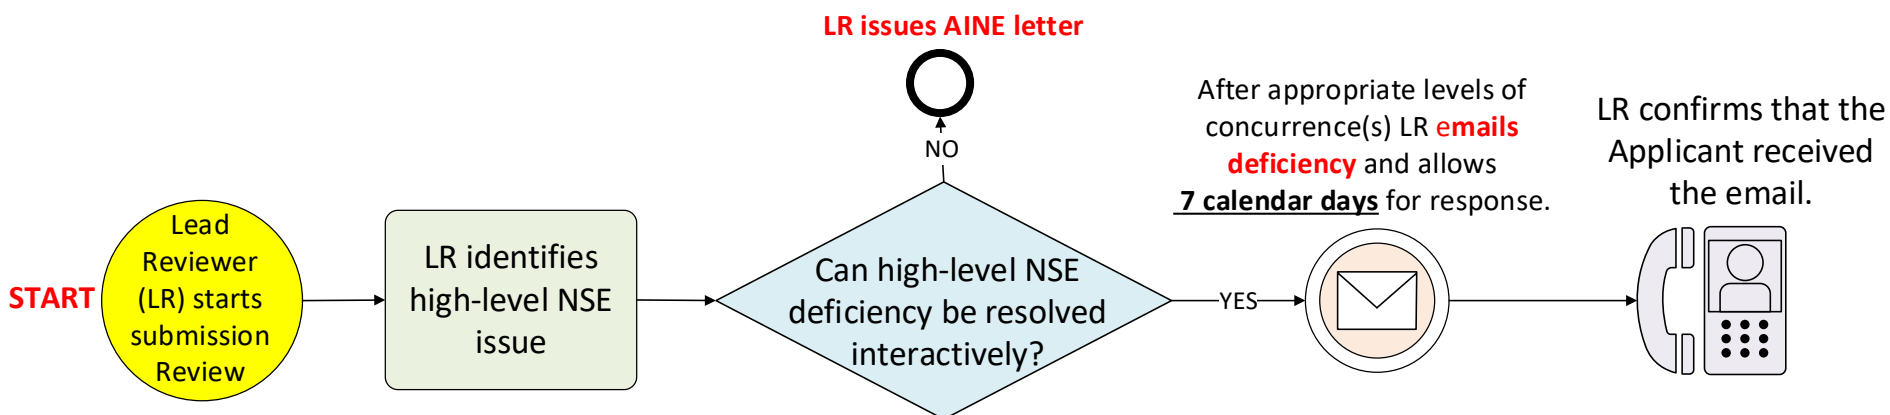 LR issues AINE letter
NO
START
Lead
Reviewer
(LR) starts
submission
Review
LR identifies
high-level NSE
issue
Can high-level NSE
deficiency be resolved
interactively?
YES
After appropriate levels of
concurrence(s) LR emails
deficiency and allows
7 calendar days for response.
LR confirms that the
Applicant received
the email.